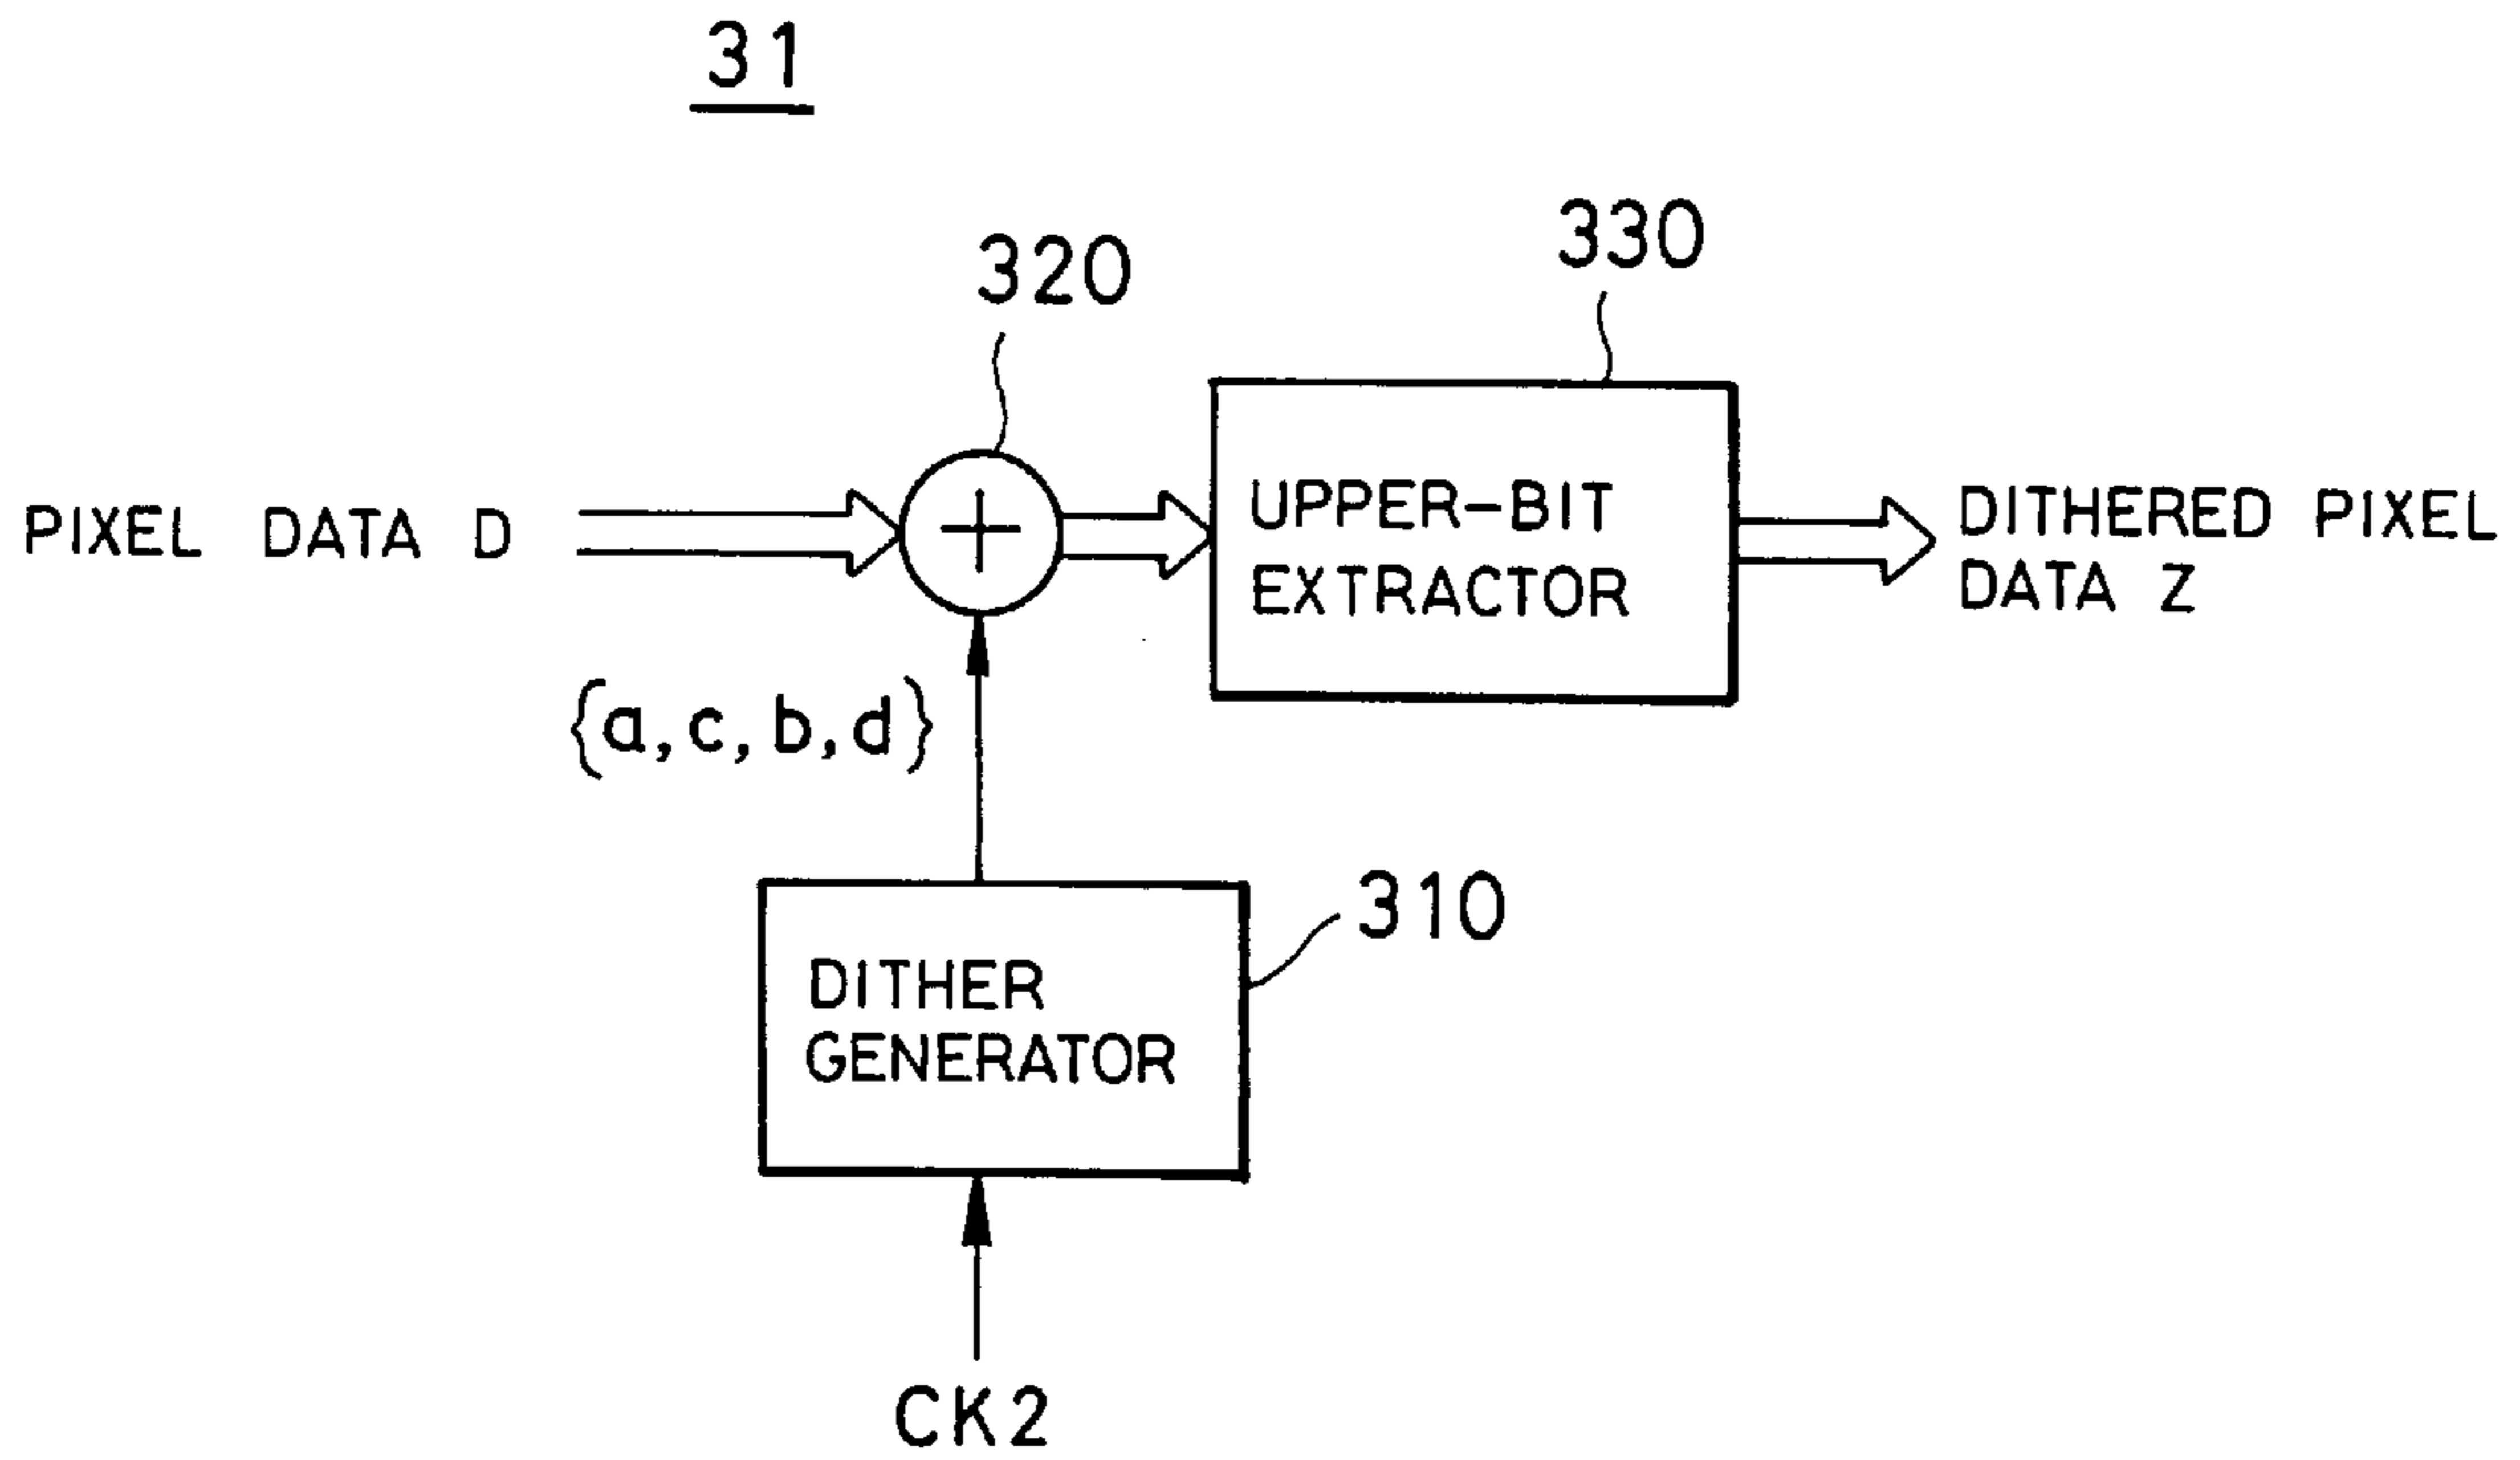 31
320
330
PIXEL DATA D
+
UPPER-BIT
EXTRACTOR
DITHERED PIXEL
DATA Z
{a,c,b,d}
310
DITHER
GENERATOR
CK2